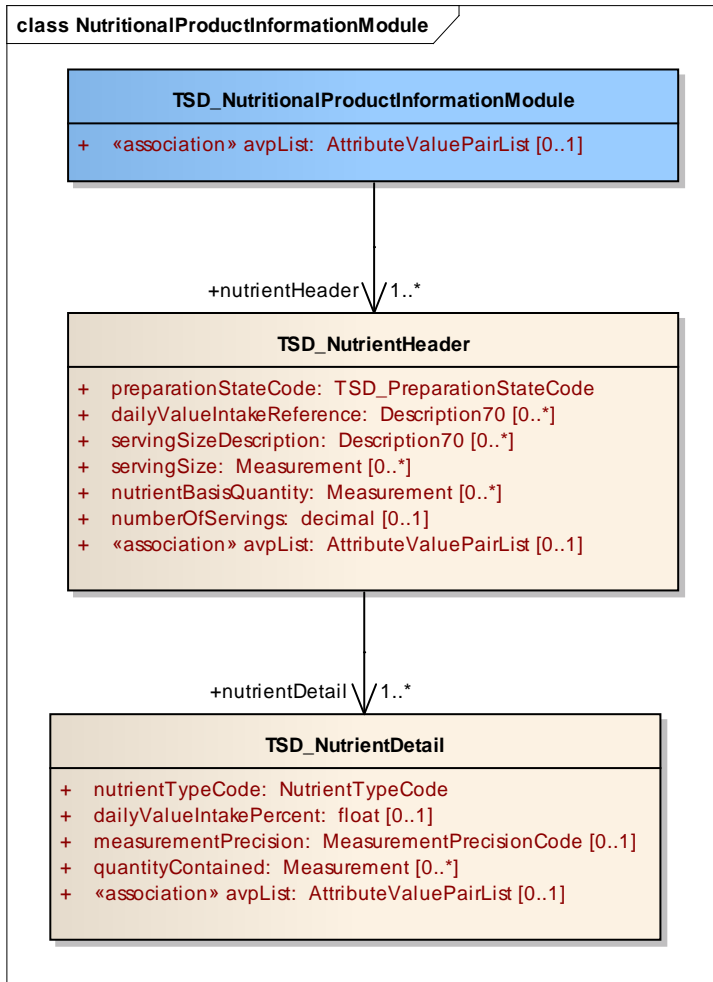 class NutritionalProductInformationModule
TSD_NutritionalProductInformationModule
+ «association» avpList: AttributeValuePairList [0..1]
+nutrientHeader 1..*
TSD_NutrientHeader
+ preparationStateCode: TSD_PreparationStateCode
+ dailyValueIntakeReference: Description70 [0..*]
+ servingSizeDescription: Description70 [0..*]
+ servingSize: Measurement [0..*]
+ nutrientBasisQuantity: Measurement [0..*]
+ numberOfServings: decimal [0..1]
+ «association» avpList: AttributeValuePairList [0..1]
+nutrientDetail 1..*
TSD_NutrientDetail
+ nutrientTypeCode: NutrientTypeCode
+ dailyValueIntakePercent: float [0..1]
+ measurementPrecision: MeasurementPrecisionCode [0..1]
+ quantityContained: Measurement [0..*]
+ «association» avpList: AttributeValuePairList [0..1]